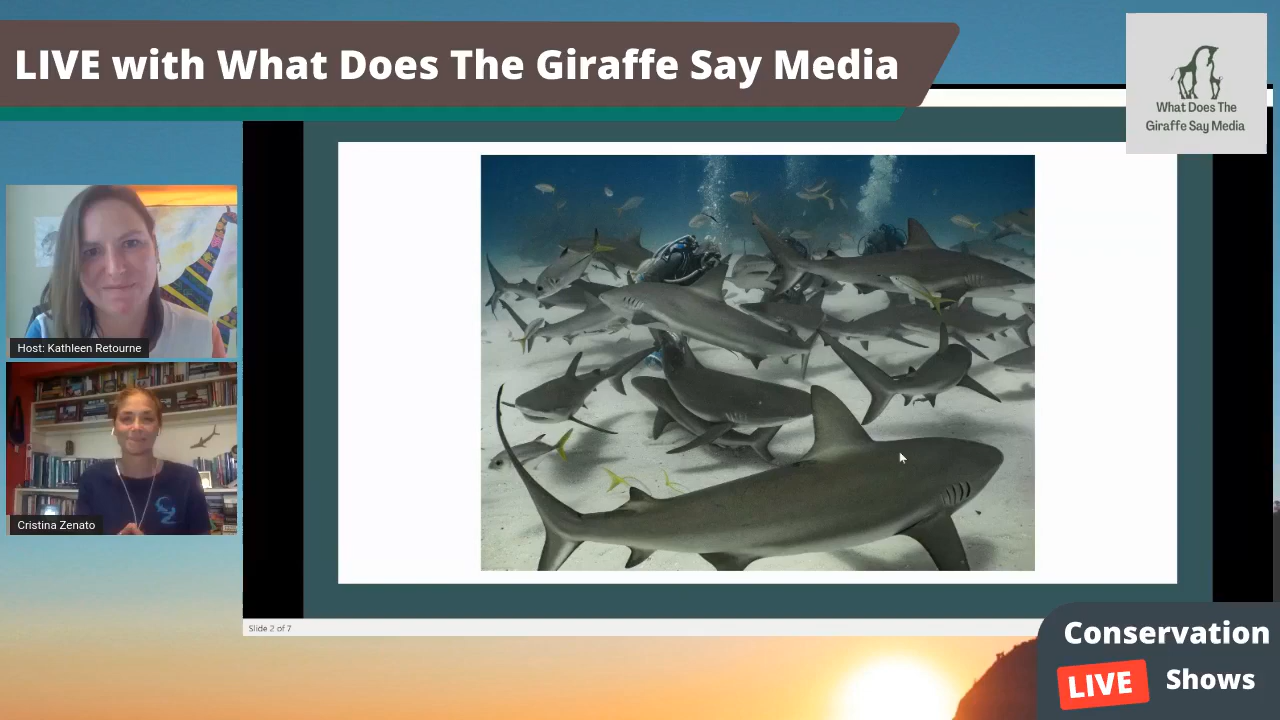 LIVE with What Does The Giraffe Say Media
What Does The
Giraffe Say Media
Host: Kathleen Retourne
Cristina Zenato
Slide 2 of 7
Conservation
LIVE Shows